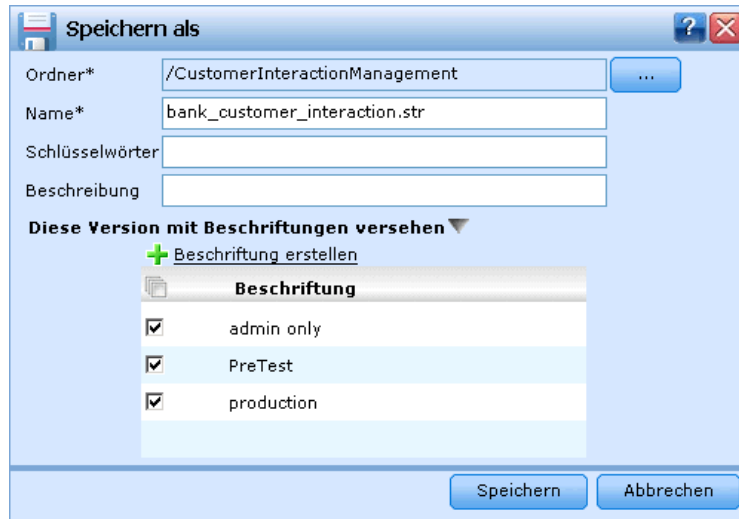 Speichern als
?
Ordner* /CustomerInteractionManagement ...
Name* bank_customer_interaction.str
Schlüsselwörter
Beschreibung
Diese Version mit Beschriftungen versehen
Beschriftung erstellen
Beschriftung
admin only
PreTest
production
Speichern Abbrechen